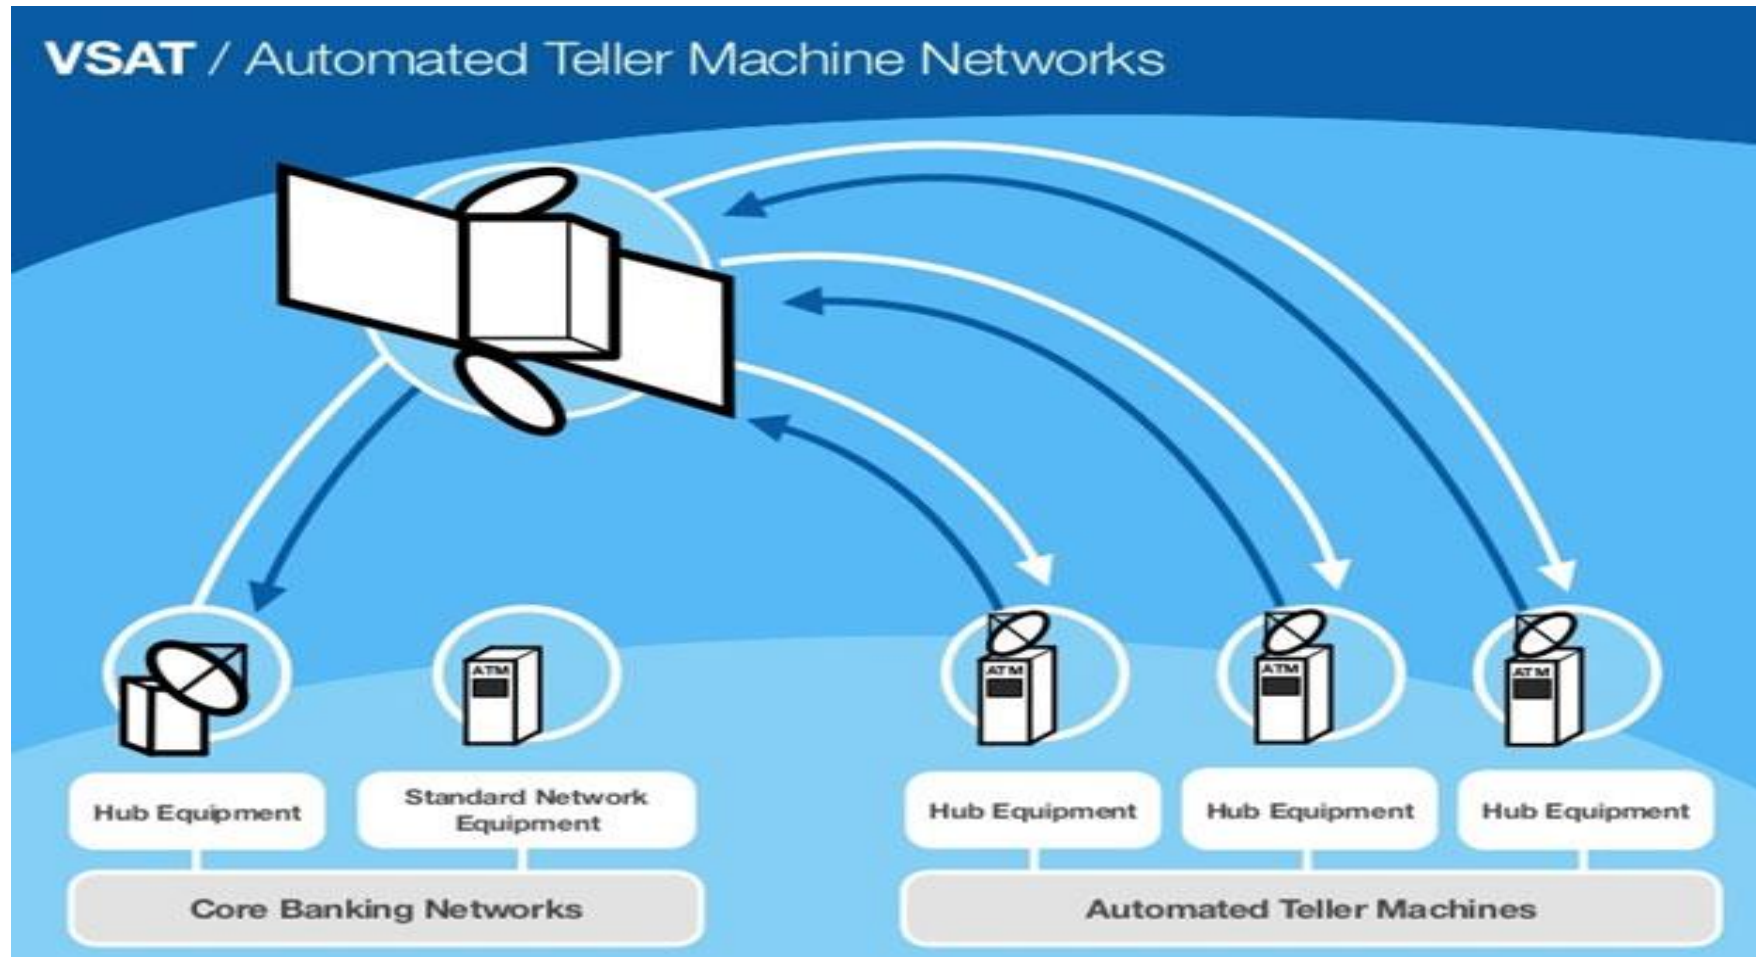 VSAT / Automated Teller Machine Networks
ATM
ATM
ATM
ATM
Hub Equipment
Standard Network
Equipment
Hub Equipment
Hub Equipment
Hub Equipment
Core Banking Networks
Automated Teller Machines